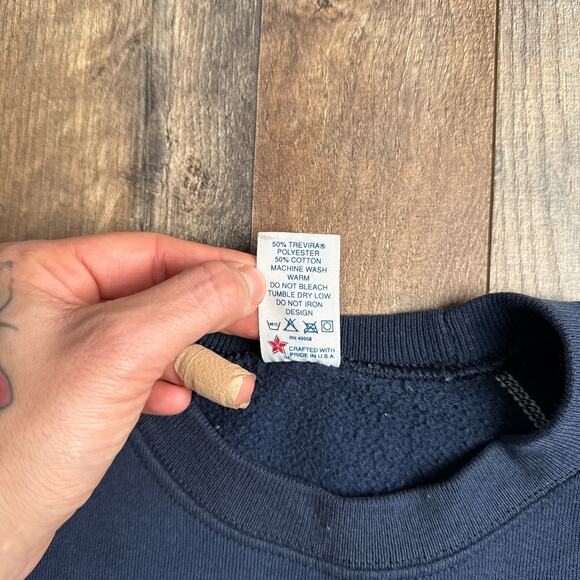 50% TREVIRA®
POLYESTER
50% COTTON
MACHINE WASH
WARM
DO NOT BLEACH
TUMBLE DRY LOW
DO NOT IRON
DESIGN
RN 49068
CRAFTED WITH
PRIDE IN U.S.A.